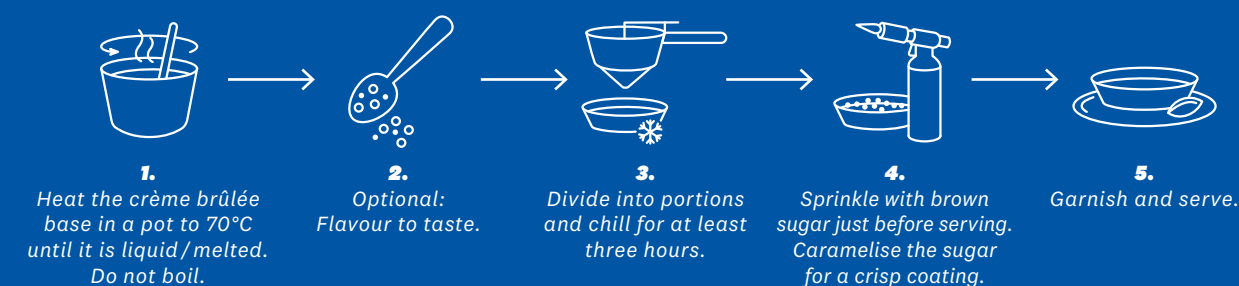 1.
Heat the crème brûlée
base in a pot to 70°C
until it is liquid / melted.
Do not boil.
2.
Optional:
Flavour to taste.
3.
Divide into portions
and chill for at least
three hours.
4.
Sprinkle with brown
sugar just before serving.
Caramelise the sugar
for a crisp coating.
5.
Garnish and serve.